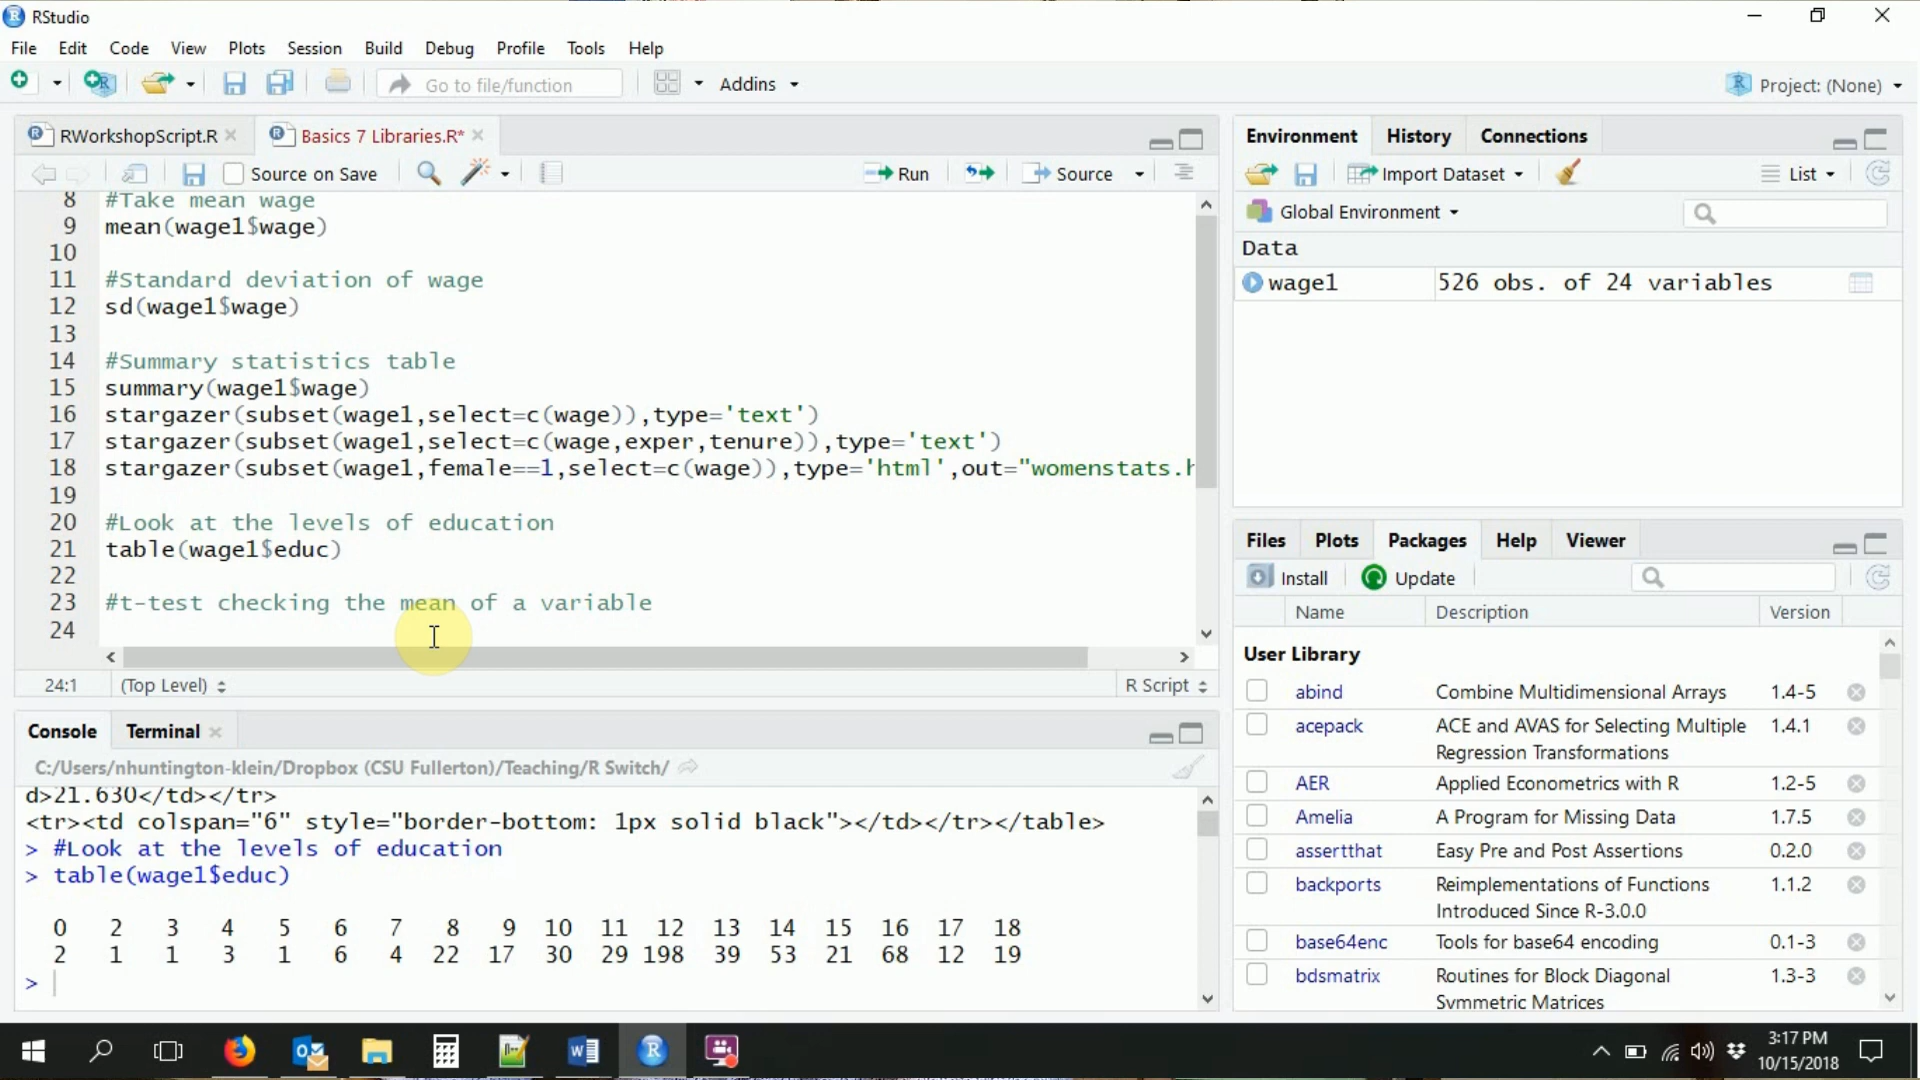 RStudio
File Edit Code View Plots Session Build Debug Profile Tools Help
Go to file/function Addins Project: (None)
RWorkshopScript.R Basics 7 Libraries.R*
Source on Save Run Source
8 #Take mean wage
9 mean(wage1$wage)
10
11 #Standard deviation of wage
12 sd(wage1$wage)
13
14 #Summary statistics table
15 summary(wage1$wage)
16 stargazer(subset(wage1,select=c(wage)),type='text')
17 stargazer(subset(wage1,select=c(wage,exper,tenure)),type='text')
18 stargazer(subset(wage1,female==1,select=c(wage)),type='html',out="womenstats.h
19
20 #Look at the levels of education
21 table(wage1$educ)
22
23 #t-test checking the mean of a variable
24
24:1 (Top Level) R Script
Console Terminal
C:/Users/nhuntington-klein/Dropbox (CSU Fullerton)/Teaching/R Switch/
d>21.630</td></tr>
<tr><td colspan="6" style="border-bottom: 1px solid black"></td></tr></table>
> #Look at the levels of education
> table(wage1$educ)
0 2 3 4 5 6 7 8 9 10 11 12 13 14 15 16 17 18
2 1 1 3 1 6 4 22 17 30 29 198 39 53 21 68 12 19
>
Environment History Connections
Import Dataset List
Global Environment
Data
wage1 526 obs. of 24 variables
Files Plots Packages Help Viewer
Install Update
Name Description Version
User Library
abind Combine Multidimensional Arrays 1.4-5
acepack ACE and AVAS for Selecting Multiple 1.4.1
Regression Transformations
AER Applied Econometrics with R 1.2-5
Amelia A Program for Missing Data 1.7.5
assertthat Easy Pre and Post Assertions 0.2.0
backports Reimplementations of Functions 1.1.2
Introduced Since R-3.0.0
base64enc Tools for base64 encoding 0.1-3
bdsmatrix Routines for Block Diagonal 1.3-3
Symmetric Matrices
3:17 PM
10/15/2018